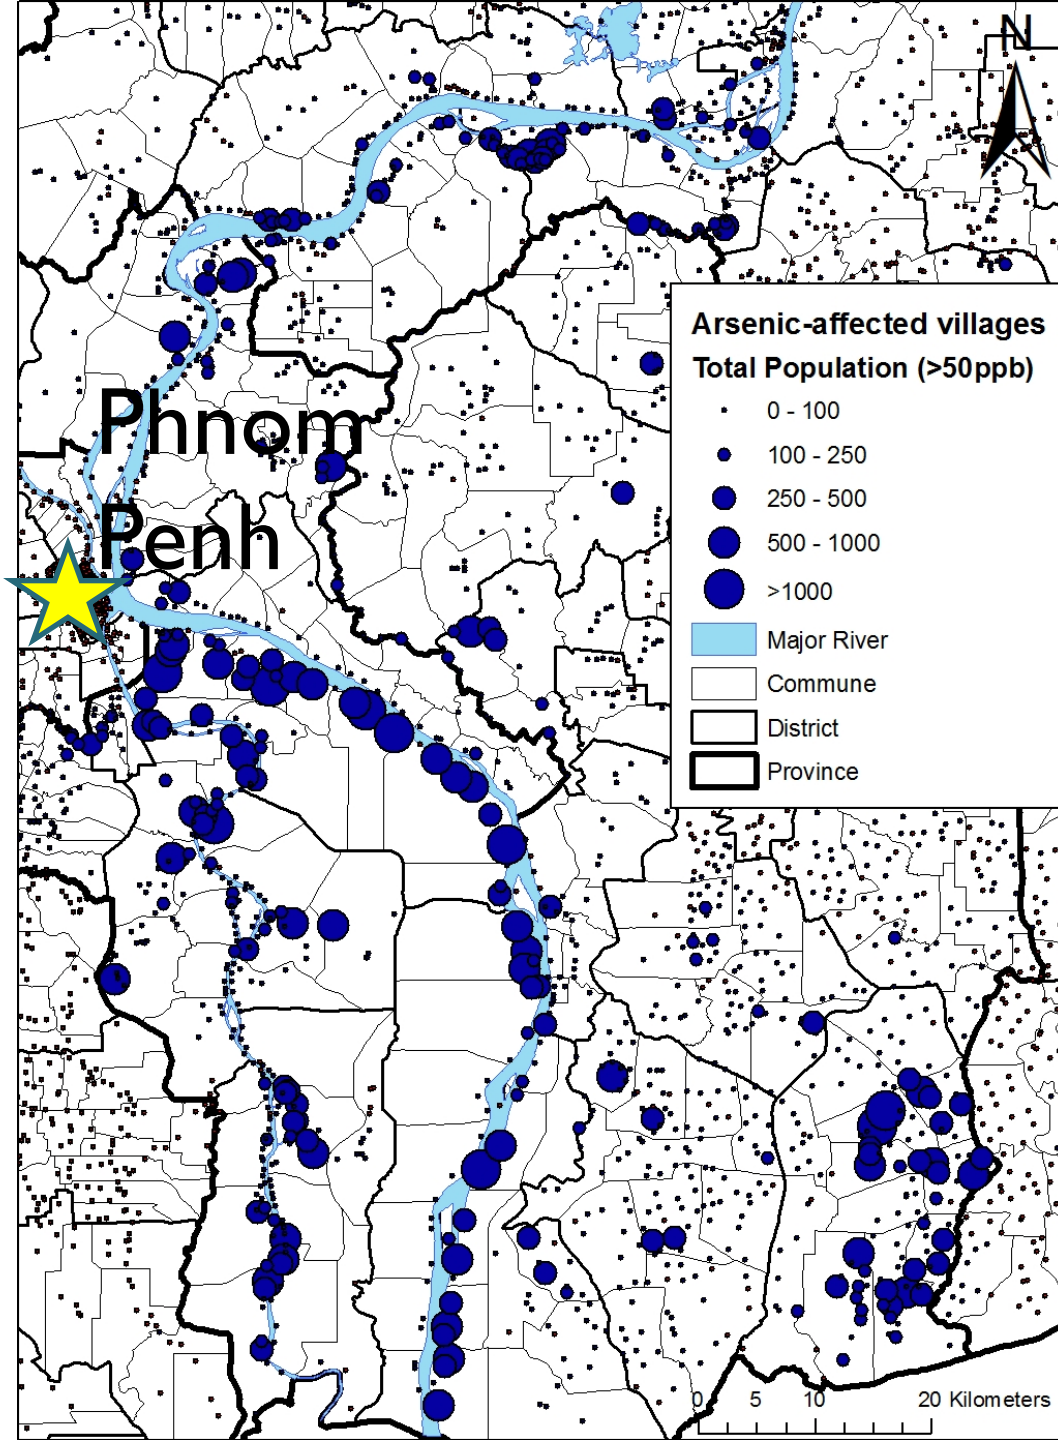 N
Arsenic-affected villages
Total Population (>50ppb)
0 - 100
100 - 250
250 - 500
500 - 1000
>1000
Major River
Commune
District
Province
Phnom
Penh
0 5 10 20 Kilometers